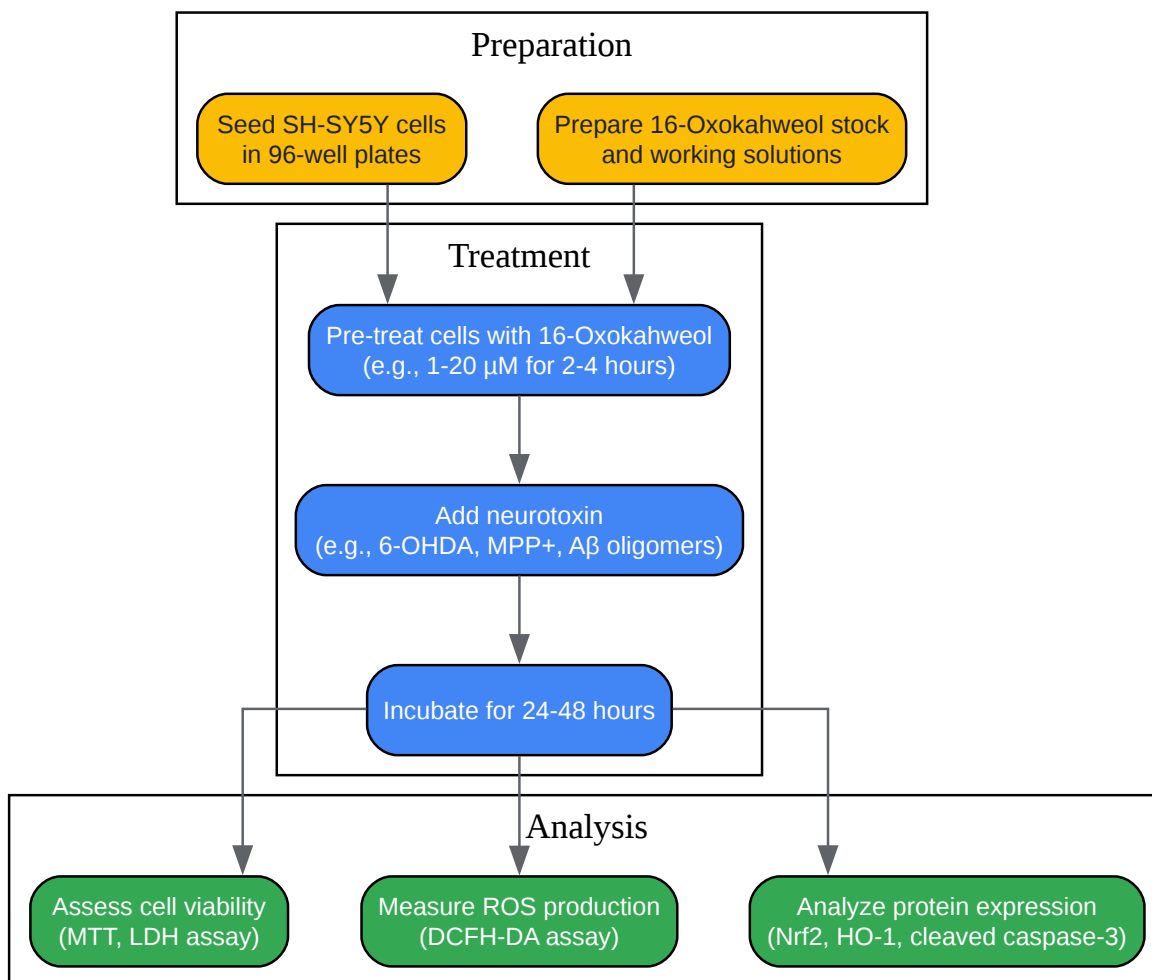 Preparation
Seed SH-SY5Y cells
in 96-well plates
Prepare 16-Oxokahweol stock
and working solutions
Treatment
Pre-treat cells with 16-Oxokahweol
(e.g., 1-20 µM for 2-4 hours)
Add neurotoxin
(e.g., 6-OHDA, MPP+, Aβ oligomers)
Incubate for 24-48 hours
Analysis
Assess cell viability
(MTT, LDH assay)
Measure ROS production
(DCFH-DA assay)
Analyze protein expression
(Nrf2, HO-1, cleaved caspase-3)